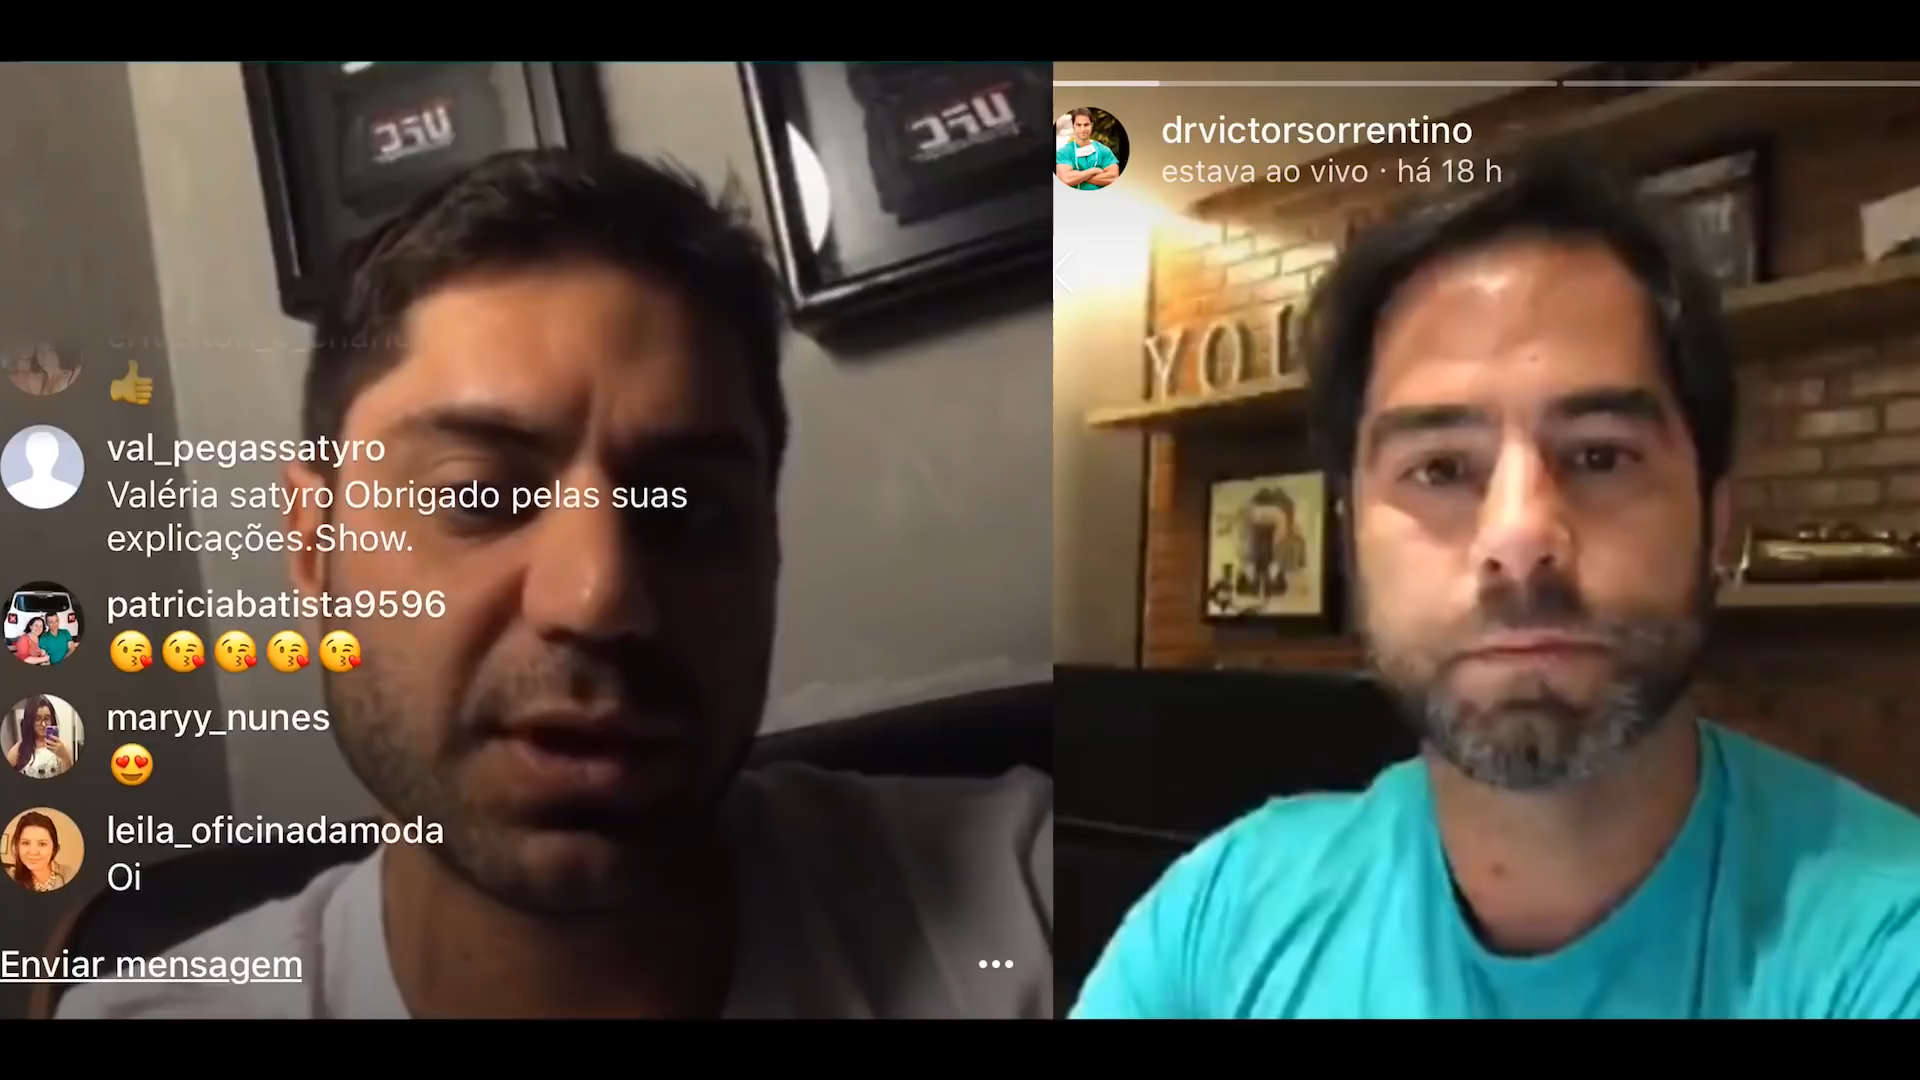 val_pegassatyro
Valéria satyro Obrigado pelas suas
explicações.Show.
patriciabatista9596
maryy_nunes
leila_oficinadamoda
Oi
Enviar mensagem
drvictorsorrentino
estava ao vivo · há 18 h
YOU